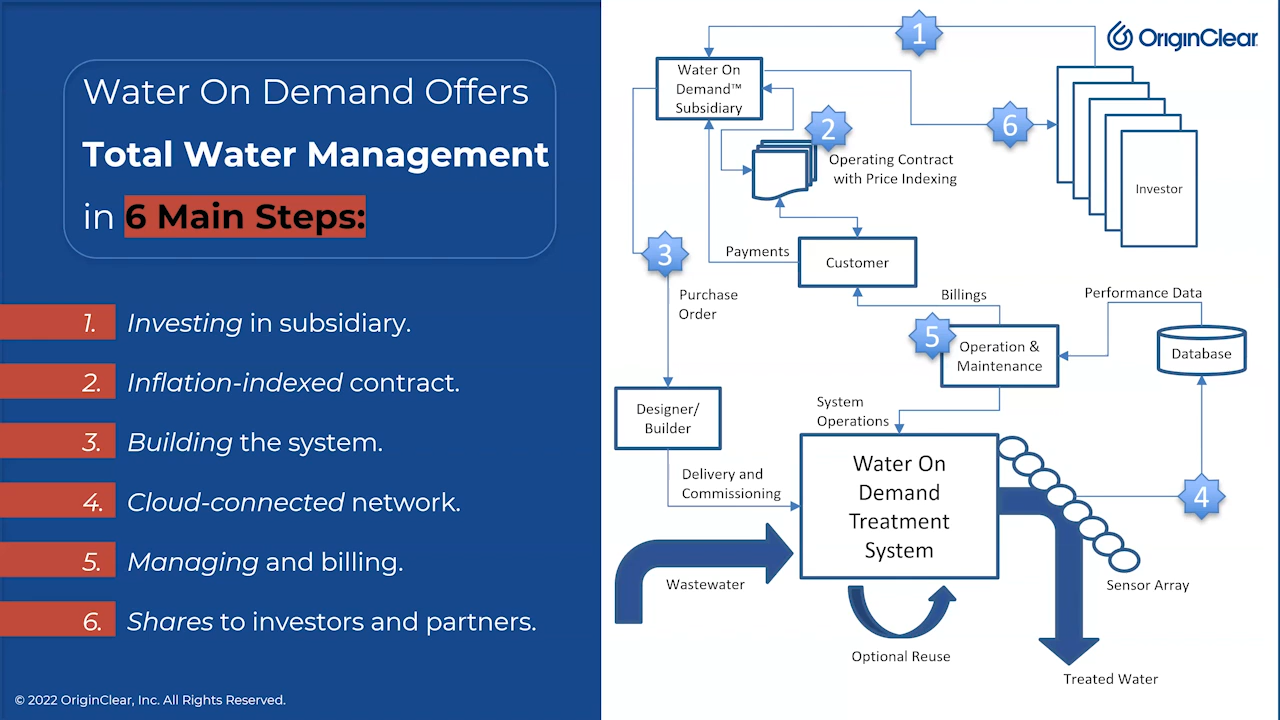 Water On Demand Offers
Total Water Management
in 6 Main Steps:
1. Investing in subsidiary.
2. Inflation-indexed contract.
3. Building the system.
4. Cloud-connected network.
5. Managing and billing.
6. Shares to investors and partners.
© 2022 OriginClear, Inc. All Rights Reserved.
OriginClear
1
Water On
Demand™
Subsidiary
2
Operating Contract
with Price Indexing
6
Investor
3
Payments
Customer
Purchase
Order
Billings
Performance Data
5
Operation &
Maintenance
Database
Designer/
Builder
System
Operations
Delivery and
Commissioning
Water On
Demand
Treatment
System
4
Wastewater
Sensor Array
Optional Reuse
Treated Water